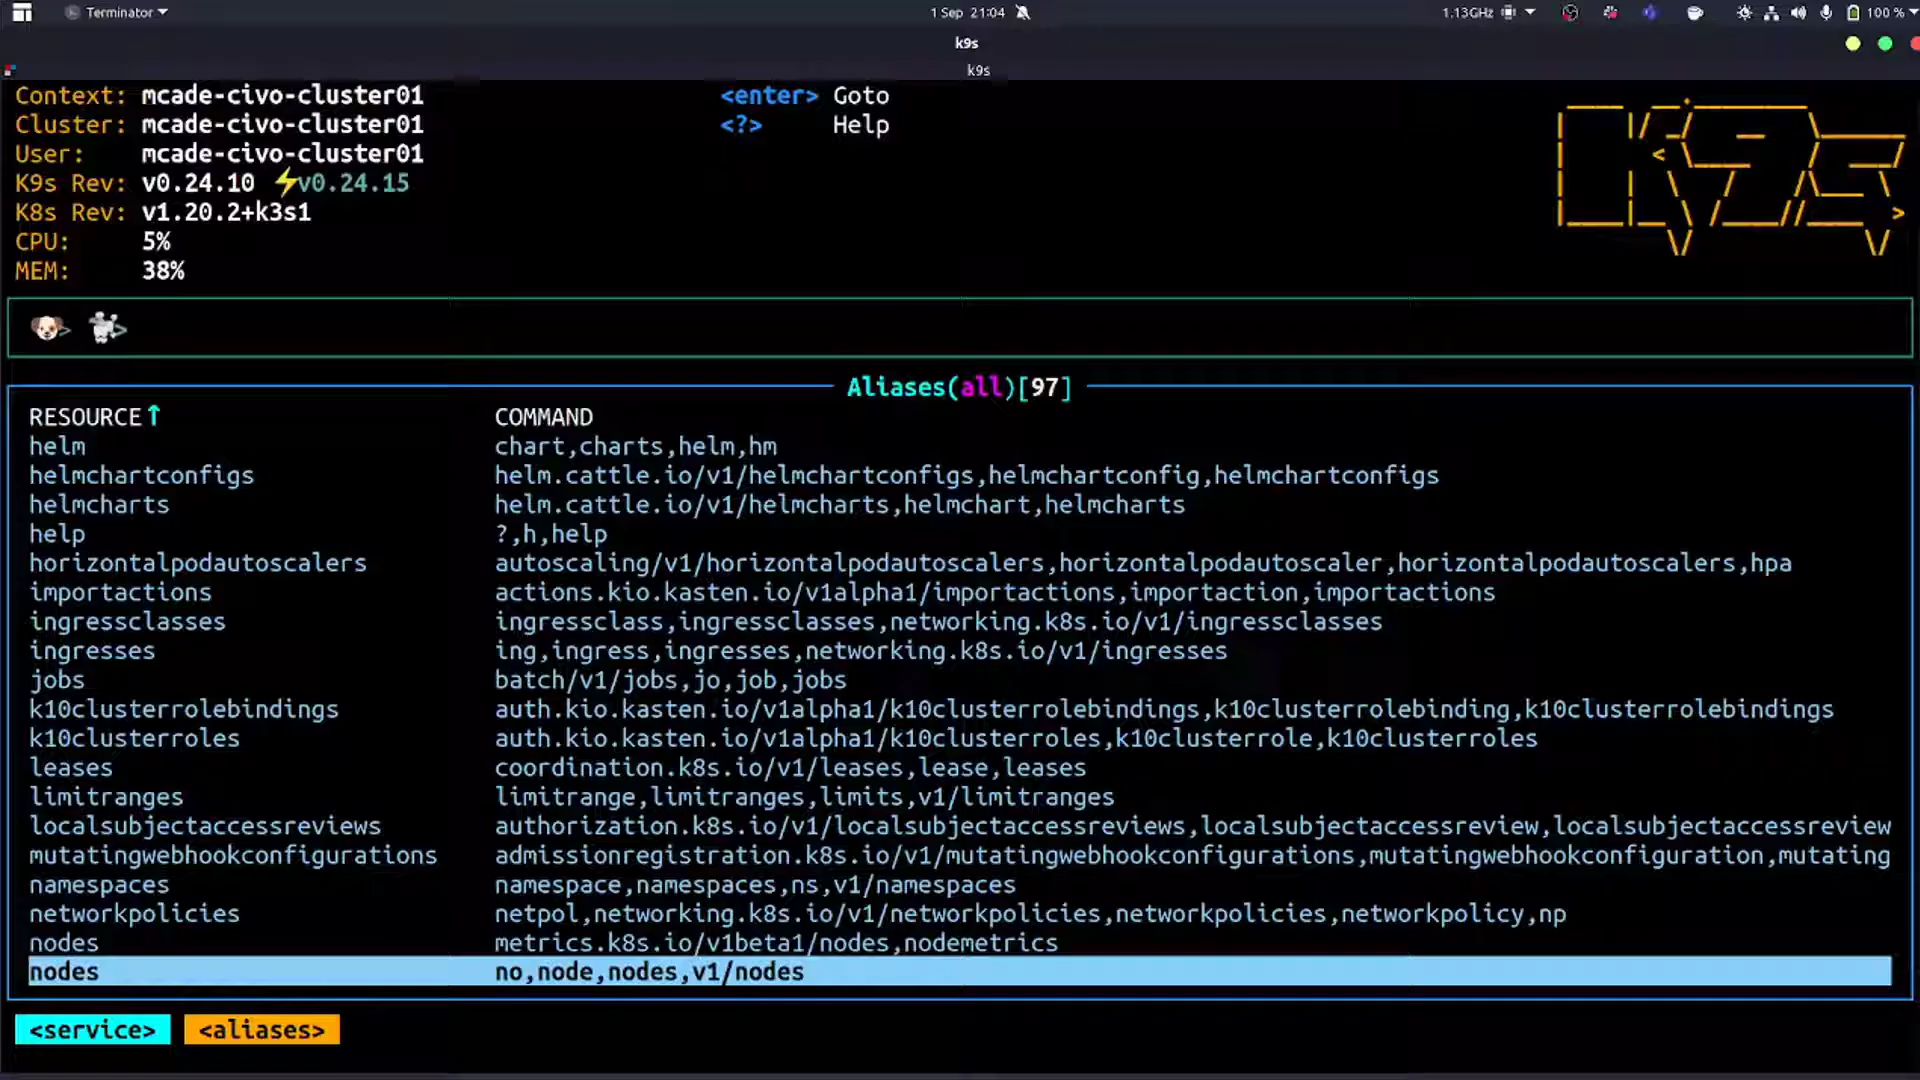 Terminator
1 Sep 21:04
1.13GHz
100 %
k9s
k9s
Context: mcade-civo-cluster01
<enter> Goto
Cluster: mcade-civo-cluster01
<?> Help
User: mcade-civo-cluster01
K9s Rev: v0.24.10 ⚡v0.24.15
K8s Rev: v1.20.2+k3s1
CPU: 5%
MEM: 38%
Aliases(all)[97]
RESOURCE↑ COMMAND
helm chart,charts,helm,hm
helmchartconfigs helm.cattle.io/v1/helmchartconfigs,helmchartconfig,helmchartconfigs
helmcharts helm.cattle.io/v1/helmcharts,helmchart,helmcharts
help ?,h,help
horizontalpodautoscalers autoscaling/v1/horizontalpodautoscalers,horizontalpodautoscaler,horizontalpodautoscalers,hpa
importactions actions.kio.kasten.io/v1alpha1/importactions,importaction,importactions
ingressclasses ingressclass,ingressclasses,networking.k8s.io/v1/ingressclasses
ingresses ing,ingress,ingresses,networking.k8s.io/v1/ingresses
jobs batch/v1/jobs,jo,job,jobs
k10clusterrolebindings auth.kio.kasten.io/v1alpha1/k10clusterrolebindings,k10clusterrolebinding,k10clusterrolebindings
k10clusterroles auth.kio.kasten.io/v1alpha1/k10clusterroles,k10clusterrole,k10clusterroles
leases coordination.k8s.io/v1/leases,lease,leases
limitranges limitrange,limitranges,limits,v1/limitranges
localsubjectaccessreviews authorization.k8s.io/v1/localsubjectaccessreviews,localsubjectaccessreview,localsubjectaccessreview
mutatingwebhookconfigurations admissionregistration.k8s.io/v1/mutatingwebhookconfigurations,mutatingwebhookconfiguration,mutating
namespaces namespace,namespaces,ns,v1/namespaces
networkpolicies netpol,networking.k8s.io/v1/networkpolicies,networkpolicies,networkpolicy,np
nodes metrics.k8s.io/v1beta1/nodes,nodemetrics
nodes no,node,nodes,v1/nodes
<service> <aliases>